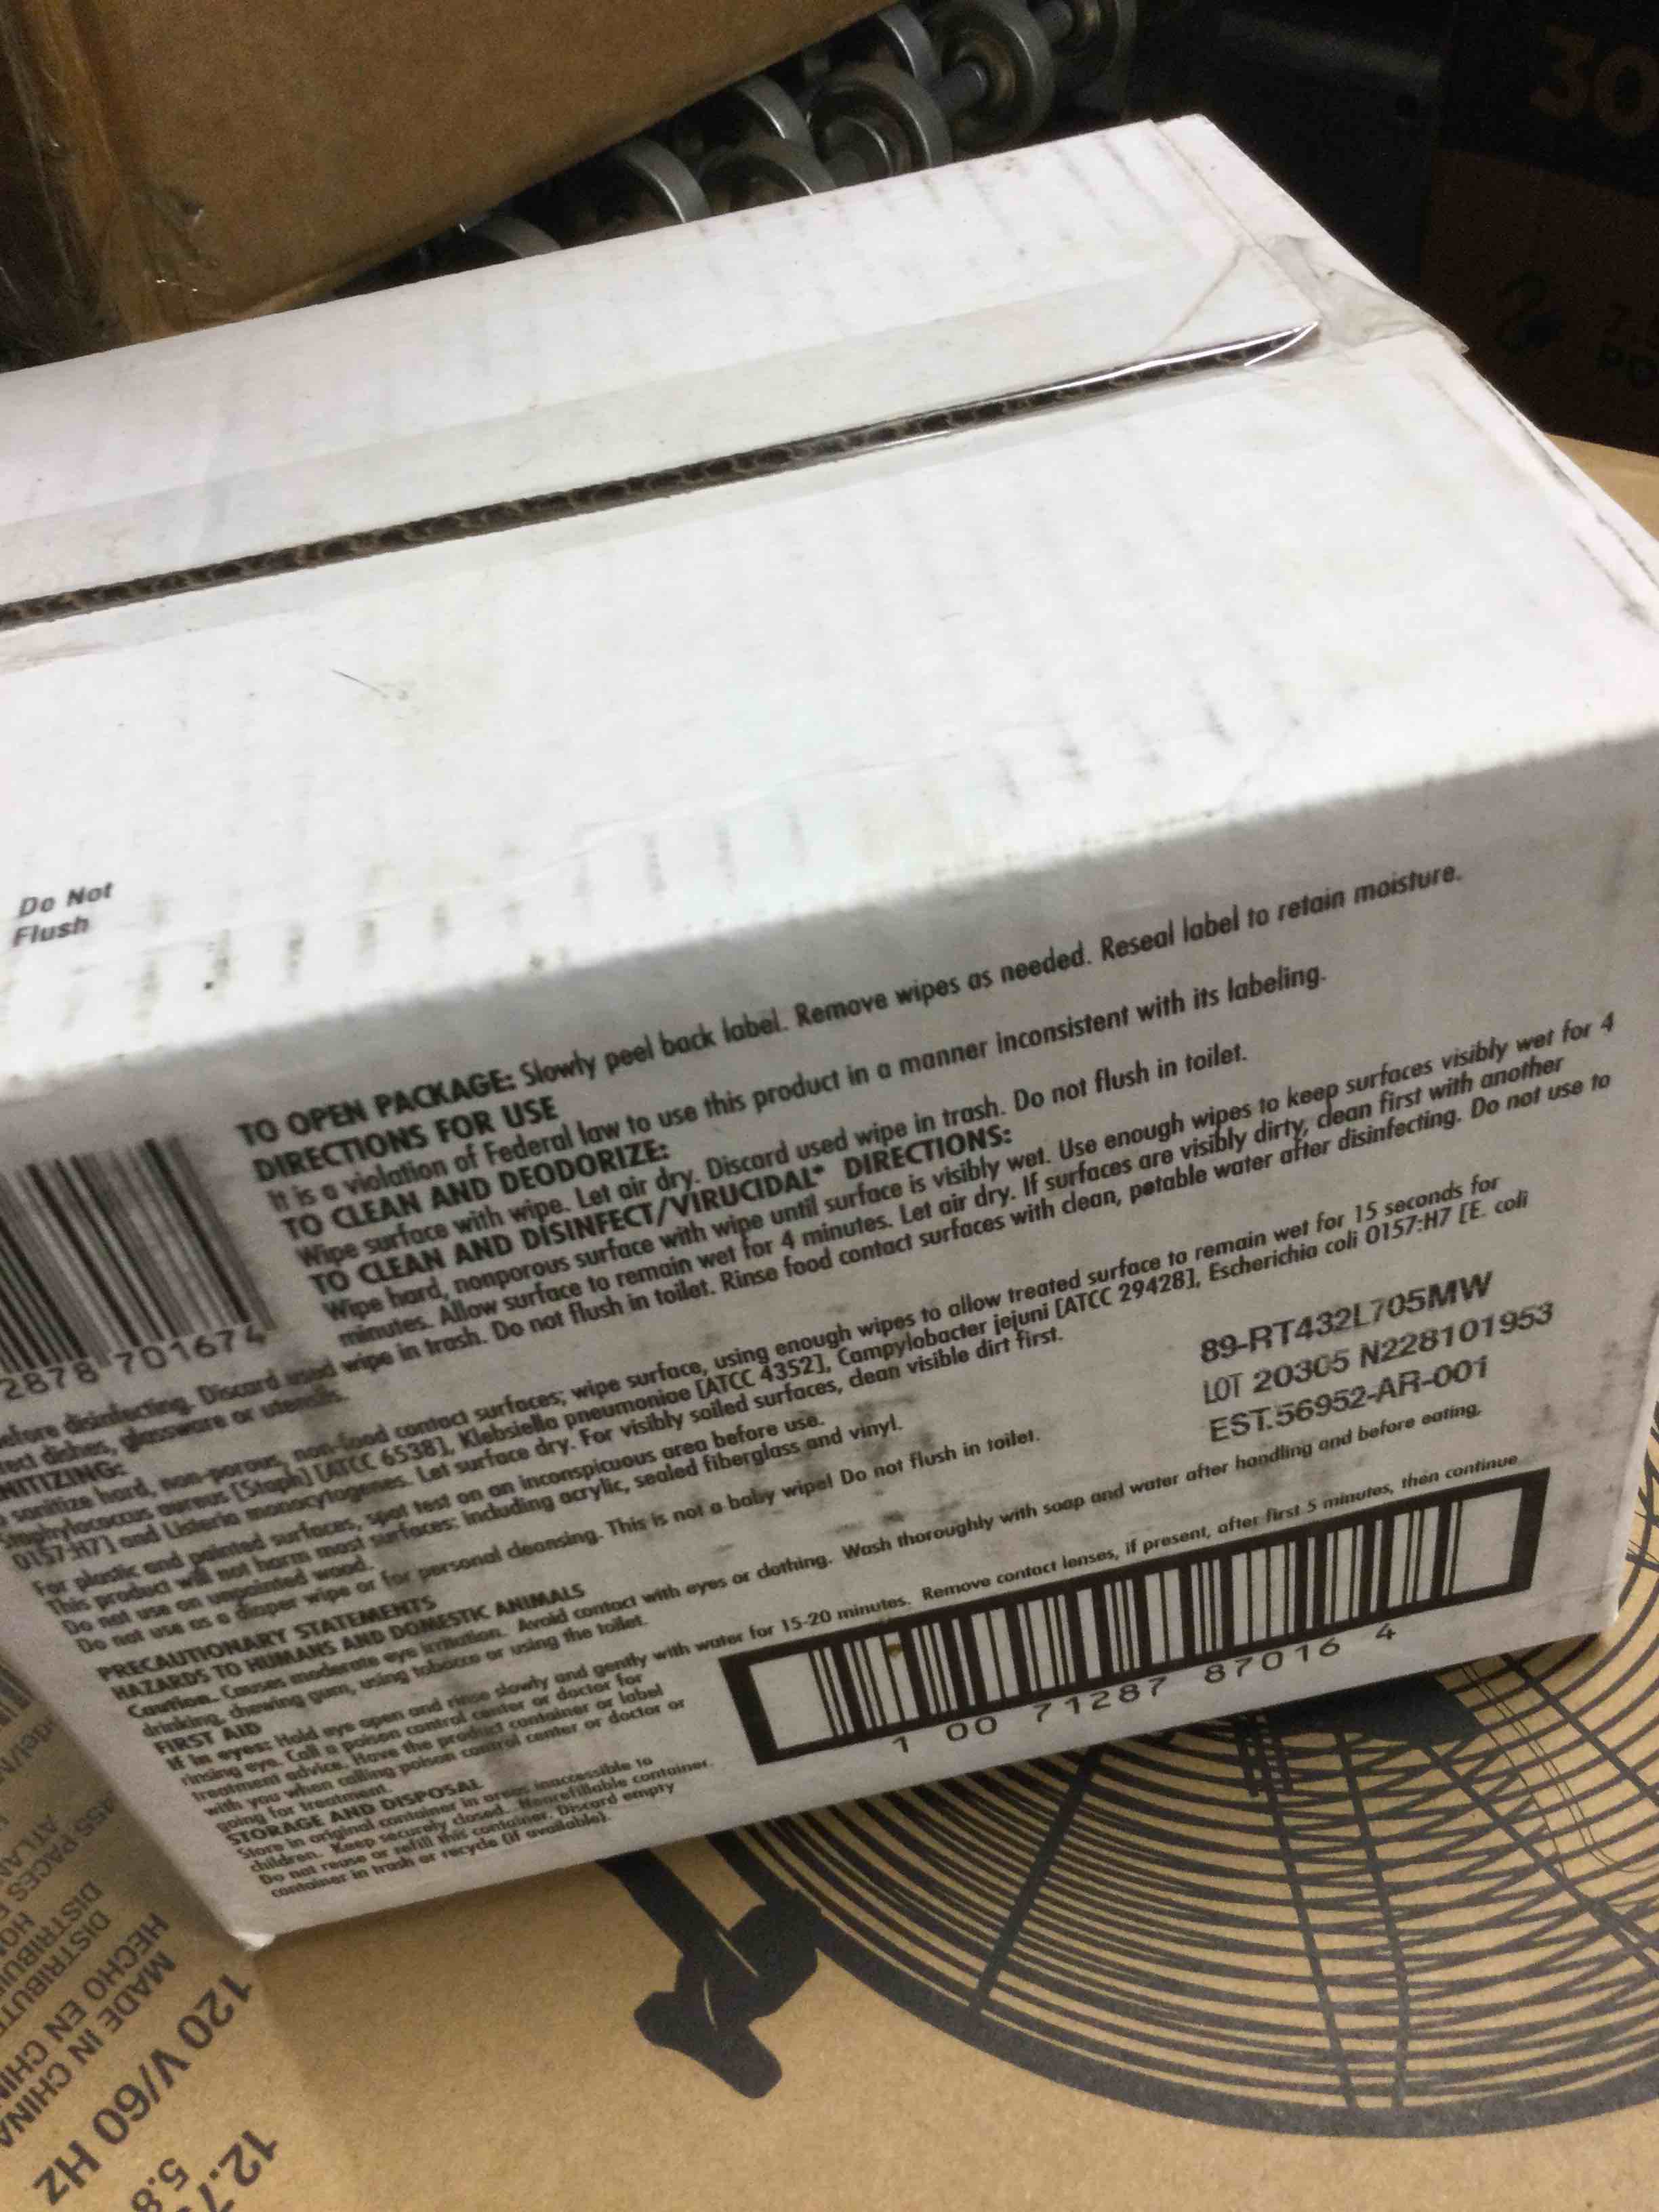 30
Do Not
Flush
TO OPEN PACKAGE: Slowly peel back label. Remove wipes as needed. Reseal label to retain moisture.
DIRECTIONS FOR USE
It is a violation of Federal law to use this product in a manner inconsistent with its labeling.
TO CLEAN AND DEODORIZE:
Wipe surface with wipe. Let air dry. Discard used wipe in trash. Do not flush in toilet.
TO CLEAN AND DISINFECT/VIRUCIDAL* DIRECTIONS:
Wipe hard, nonporous surface with wipe until surface is visibly wet. Use enough wipes to keep surfaces visibly wet for 4
minutes. Allow surface to remain wet for 4 minutes. Let air dry. If surfaces are visibly dirty, clean first with another
before disinfecting. Discard used wipe in trash. Do not flush in toilet. Rinse food contact surfaces with clean, potable water after disinfecting. Do not use to
dishes, glassware or utensils.
sanitize hard, non-porous, non-food contact surfaces; wipe surface, using enough wipes to allow treated surface to remain wet for 15 seconds for
Staphylococcus aureus [Staph] [ATCC 6538], Klebsiella pneumoniae [ATCC 4352], Campylobacter jejuni [ATCC 29428], Escherichia coli O157:H7 [E. coli
O157:H7] and Listeria monocytogenes. Let surface dry. For visibly soiled surfaces, clean visible dirt first.
For plastic and painted surfaces, spot test on an inconspicuous area before use.
This product will not harm most surfaces; including acrylic, sealed fiberglass and vinyl.
Do not use on unpainted wood.
Do not use as a diaper wipe or for personal cleansing. This is not a baby wipe! Do not flush in toilet.
PRECAUTIONARY STATEMENTS
HAZARDS TO HUMANS AND DOMESTIC ANIMALS
Caution. Causes moderate eye irritation. Avoid contact with eyes or clothing. Wash thoroughly with soap and water after handling and before eating,
drinking, chewing gum, using tobacco or using the toilet.
FIRST AID
If in eyes: Hold eye open and rinse slowly and gently with water for 15-20 minutes. Remove contact lenses, if present, after first 5 minutes, then continue
rinsing eye. Call a poison control center or doctor for
treatment advice. Have the product container or label
with you when calling poison control center or doctor or
going for treatment.
STORAGE AND DISPOSAL
Store in original container in areas inaccessible to
children. Keep securely closed. Nonrefillable container.
Do not reuse or refill this container. Discard empty
container in trash or recycle (if available).
2878 701674
89-RT432L705MW
LOT 20305 N228101953
EST.56952-AR-001
1 00 71287 87016 4
PACES
MADE IN CHINA
HECHO EN CHINA
120 V/60 Hz
12.7
5.8